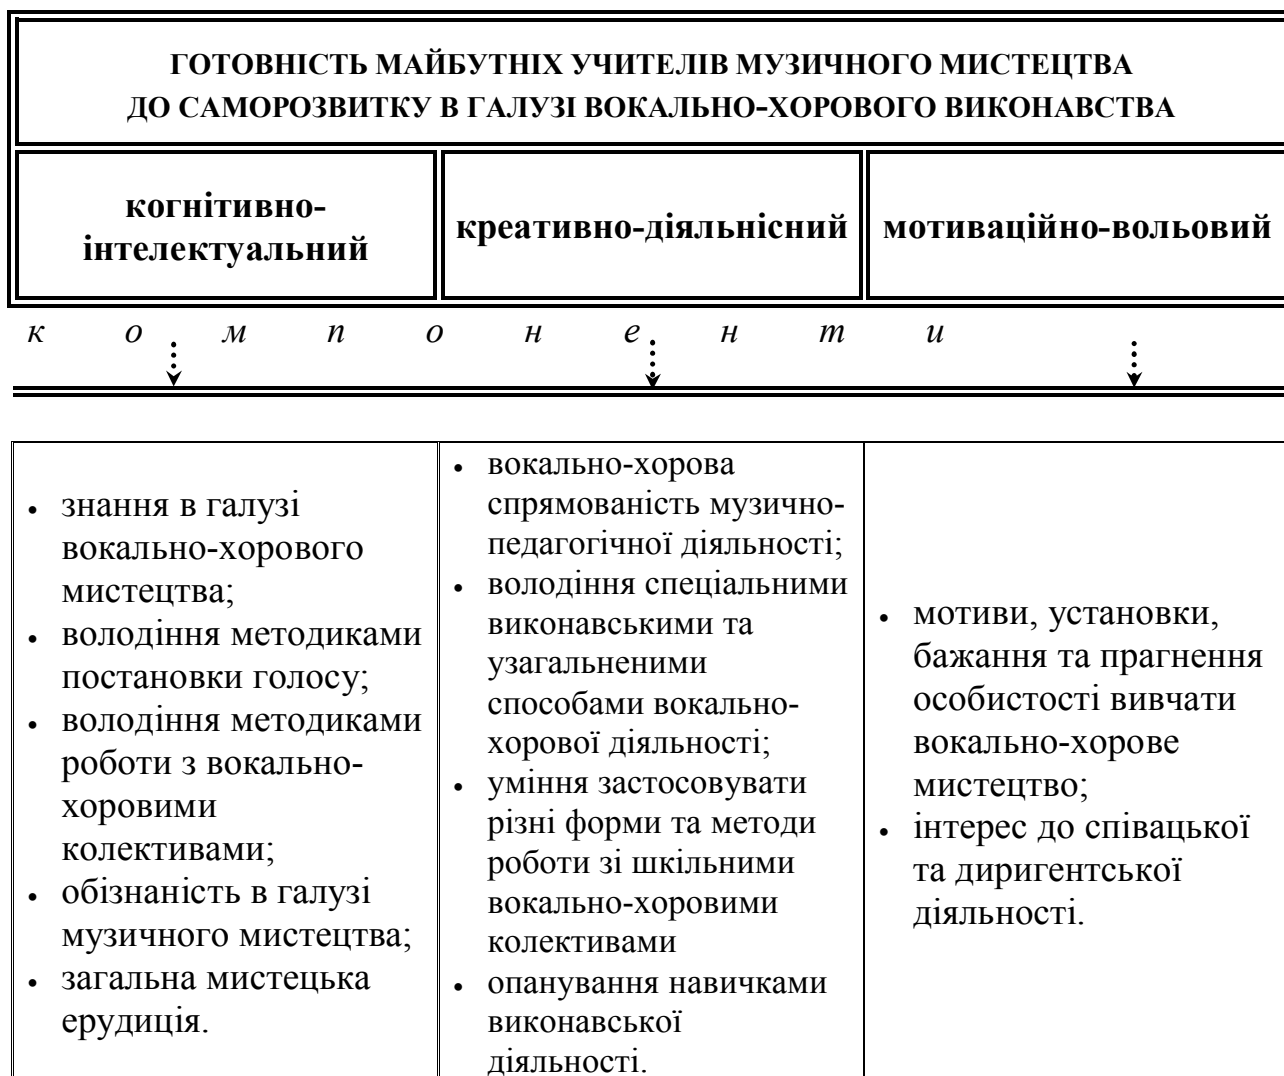 ГОТОВНІСТЬ МАЙБУТНІХ УЧИТЕЛІВ МУЗИЧНОГО МИСТЕЦТВА
ДО САМОРОЗВИТКУ В ГАЛУЗІ ВОКАЛЬНО-ХОРОВОГО ВИКОНАВСТВА
когнітивно-
інтелектуальний
креативно-діяльнісний
мотиваційно-вольовий
к о м п о н е н т и
• знання в галузі
вокально-хорового
мистецтва;
• володіння методиками
постановки голосу;
• володіння методиками
роботи з вокально-
хоровими
колективами;
• обізнаність в галузі
музичного мистецтва;
• загальна мистецька
ерудиція.
• вокально-хорова
спрямованість музично-
педагогічної діяльності;
• володіння спеціальними
виконавськими та
узагальненими
способами вокально-
хорової діяльності;
• уміння застосовувати
різні форми та методи
роботи зі шкільними
вокально-хоровими
колективами
• опанування навичками
виконавської
діяльності.
• мотиви, установки,
бажання та прагнення
особистості вивчати
вокально-хорове
мистецтво;
• інтерес до співацької
та диригентської
діяльності.